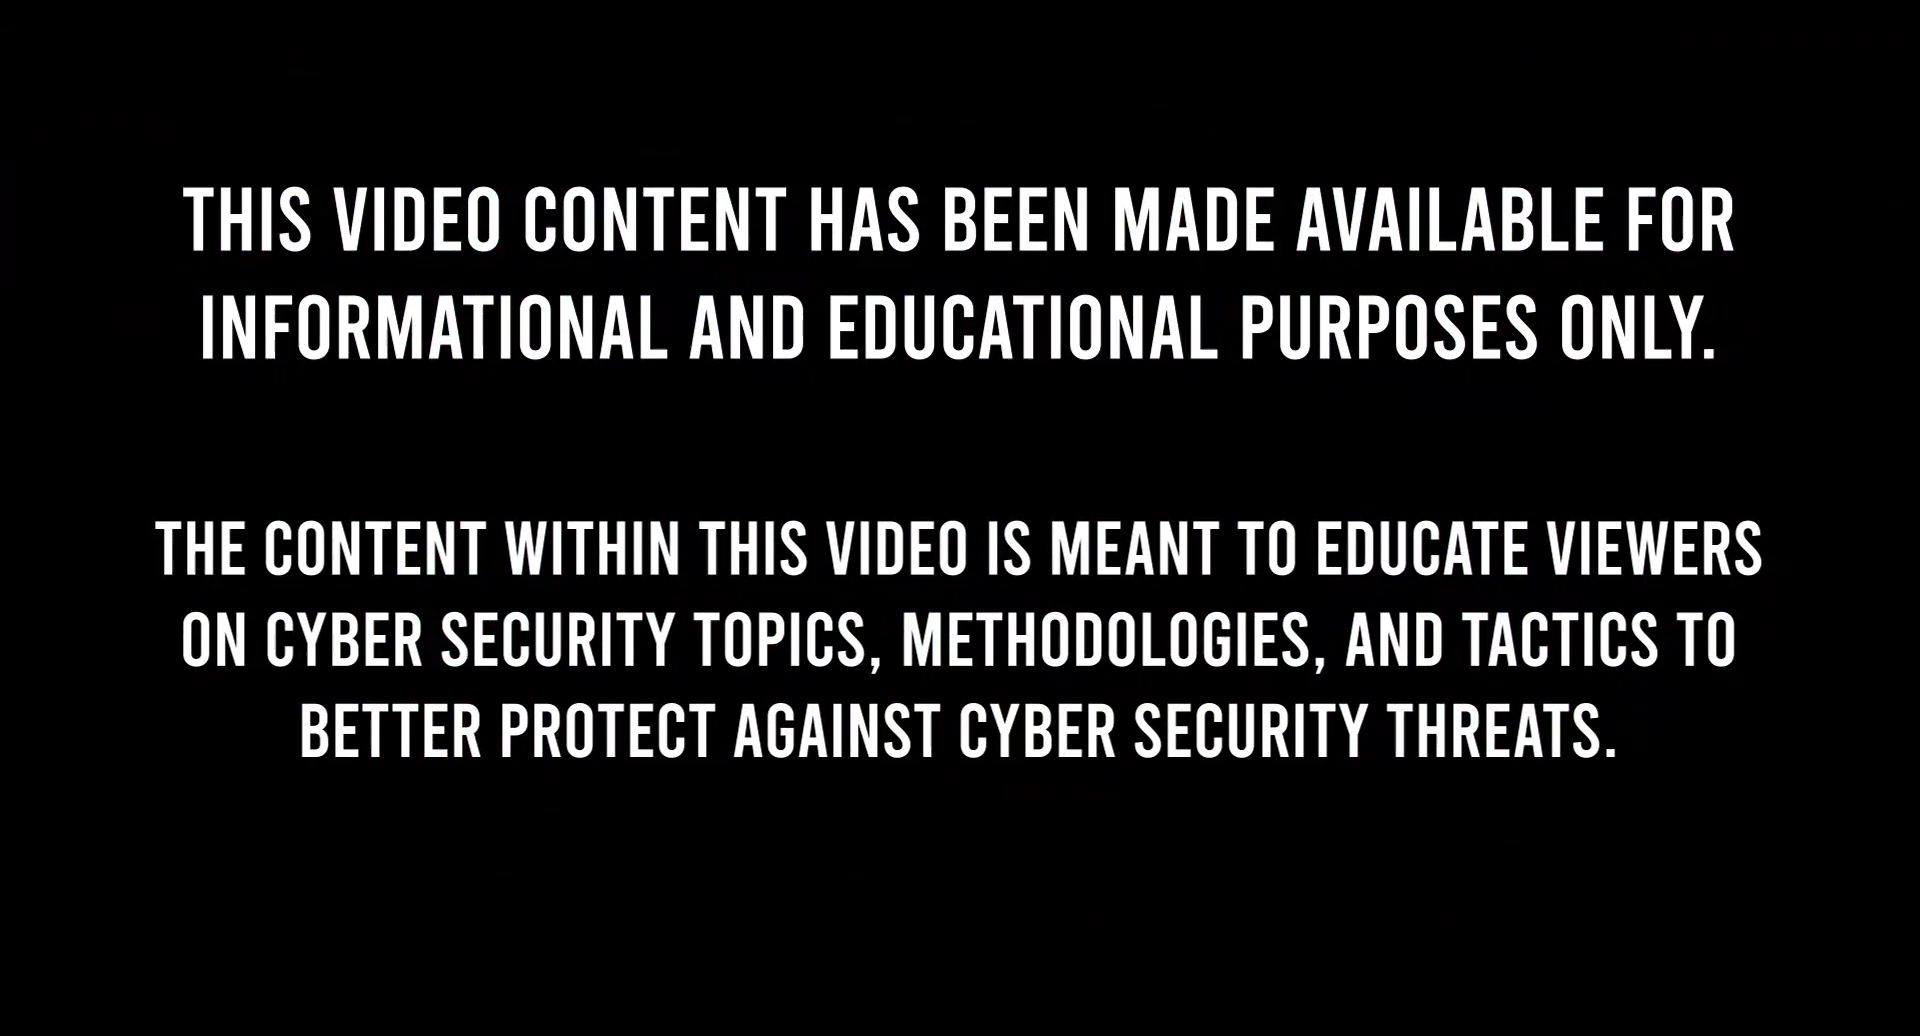 THIS VIDEO CONTENT HAS BEEN MADE AVAILABLE FOR
INFORMATIONAL AND EDUCATIONAL PURPOSES ONLY.
THE CONTENT WITHIN THIS VIDEO IS MEANT TO EDUCATE VIEWERS
ON CYBER SECURITY TOPICS, METHODOLOGIES, AND TACTICS TO
BETTER PROTECT AGAINST CYBER SECURITY THREATS.